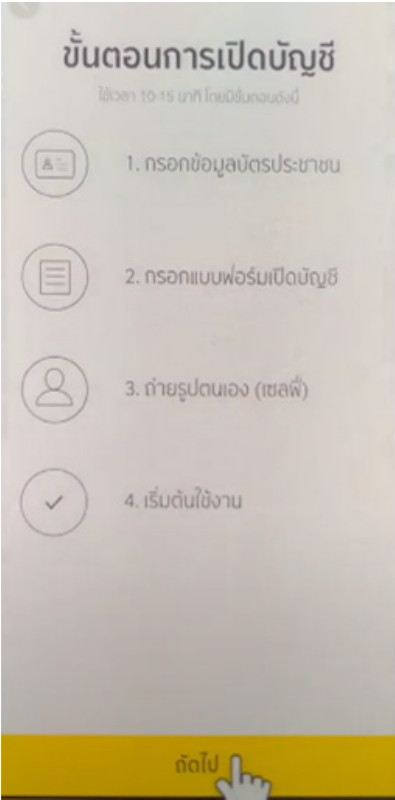 ขั้นตอนการเปิดบัญชี
ใช้เวลา 10-15 นาที โดยมีขั้นตอนดังนี้
1. กรอกข้อมูลบัตรประชาชน
2. กรอกแบบฟอร์มเปิดบัญชี
3. ถ่ายรูปตนเอง (เซลฟี่)
4. เริ่มต้นใช้งาน
ถัดไป